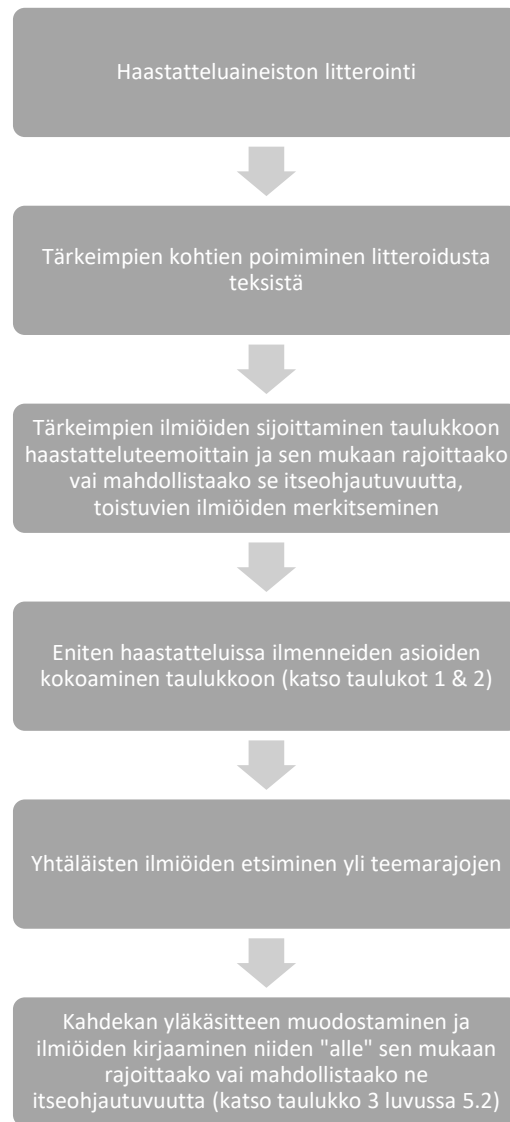 Haastatteluaineiston litterointi
Tärkeimpien kohtien poimiminen litteroidusta
teksistä
Tärkeimpien ilmiöiden sijoittaminen taulukkoon
haastatteluteemoittain ja sen mukaan rajoittaako
vai mahdollistaako se itseohjautuvuutta,
toistuvien ilmiöiden merkitseminen
Eniten haastatteluissa ilmenneiden asioiden
kokoaminen taulukkoon (katso taulukot 1 & 2)
Yhtäläisten ilmiöiden etsiminen yli teemarajojen
Kahdekan yläkäsitteen muodostaminen ja
ilmiöiden kirjaaminen niiden "alle" sen mukaan
rajoittaako vai mahdollistaako ne
itseohjautuvuutta (katso taulukko 3 luvussa 5.2)